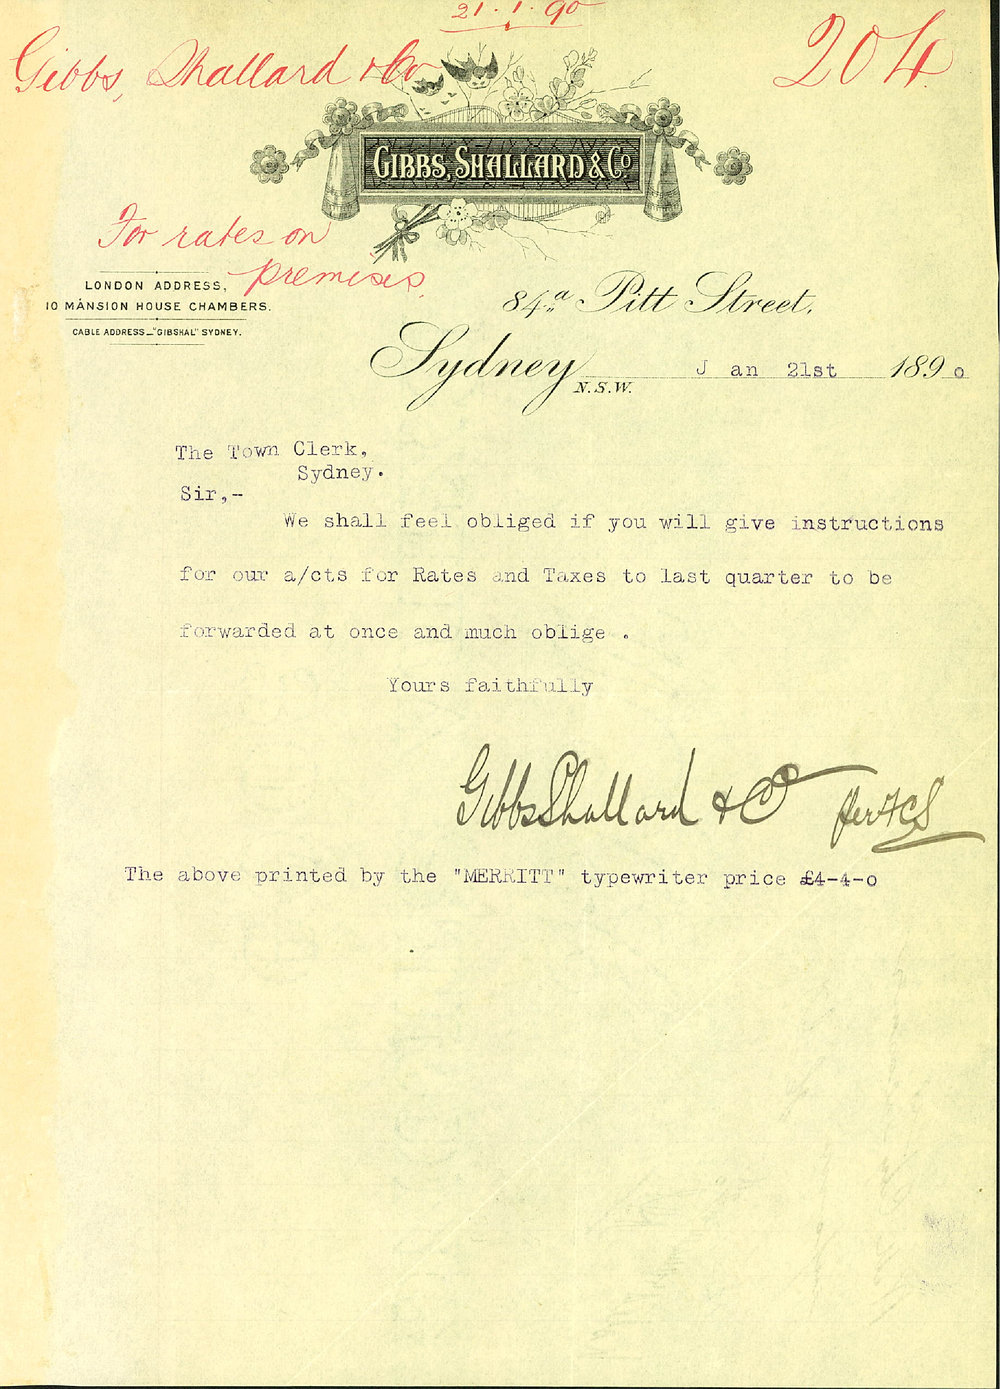 21.1.90
Gibbs, Shallard & Co
204
GIBBS, SHALLARD & Co.
For rates on
premises.
LONDON ADDRESS,
10 MANSION HOUSE CHAMBERS.
CABLE ADDRESS_"GIBSHAL" SYDNEY.
84a Pitt Street,
Sydney
N.S.W.
J an 21st 1890
The Town Clerk,
Sydney.
Sir,-
We shall feel obliged if you will give instructions
for our a/cts for Rates and Taxes to last quarter to be
forwarded at once and much oblige .
Yours faithfully
Gibbs Shallard & Co
The above printed by the "MERRITT" typewriter price £4-4-0